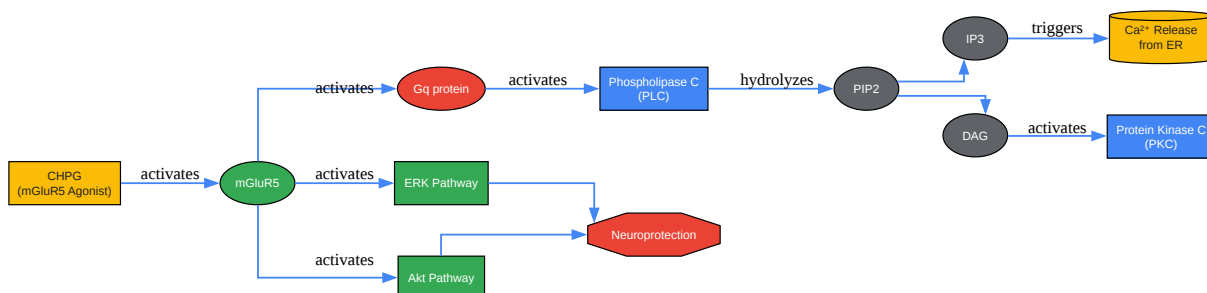 IP3
triggers
Ca²⁺ Release
from ER
activates
Gq protein
activates
Phospholipase C
(PLC)
hydrolyzes
PIP2
DAG
activates
Protein Kinase C
(PKC)
CHPG
(mGluR5 Agonist)
activates
mGluR5
activates
ERK Pathway
Neuroprotection
activates
Akt Pathway